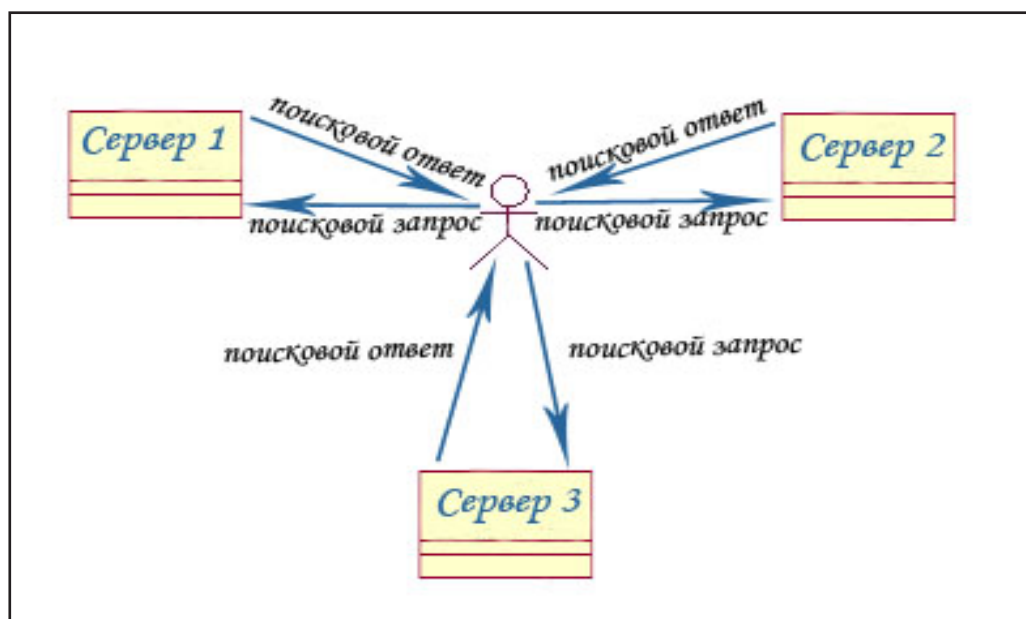 Сервер 1
поисковой ответ
поисковой ответ
Сервер 2
поисковой запрос
поисковой запрос
поисковой ответ
поисковой запрос
Сервер 3